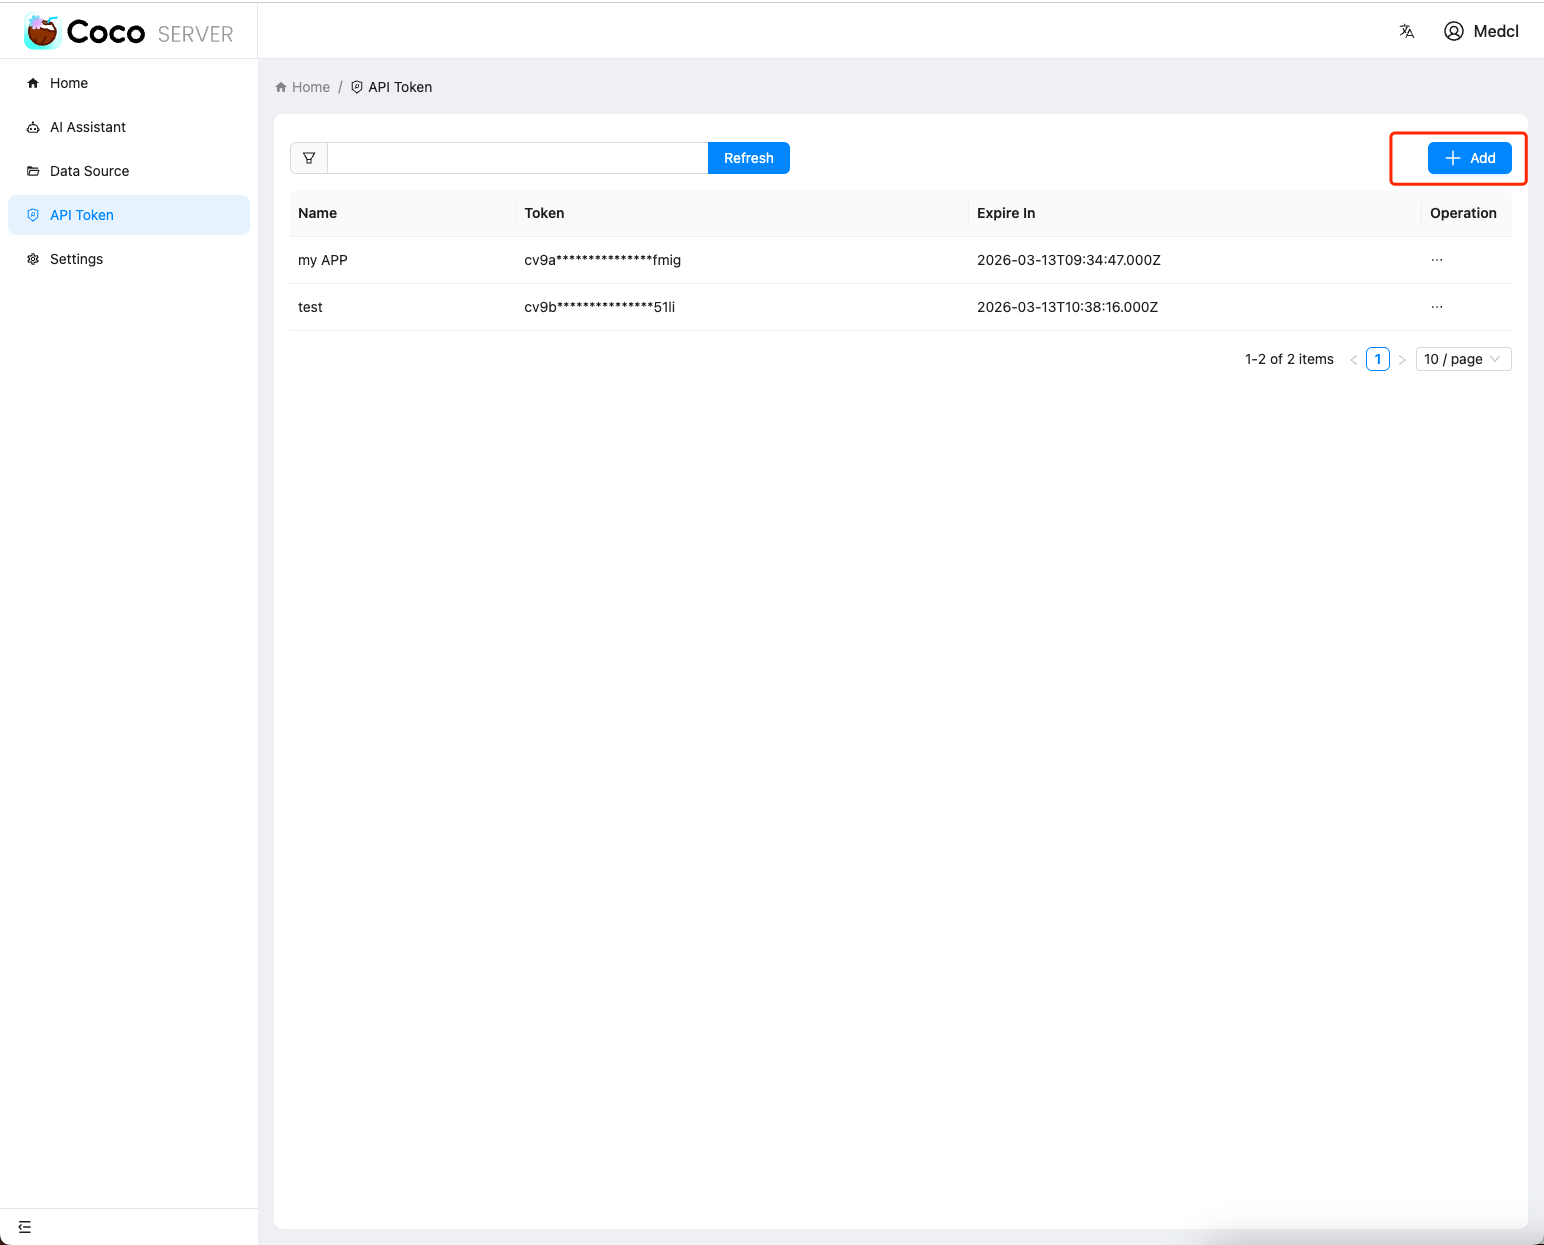 Coco SERVER
Medcl
Home
AI Assistant
Data Source
API Token
Settings
Home / API Token
Refresh
Add
Name Token Expire In Operation
my APP cv9a***************fmig 2026-03-13T09:34:47.000Z ···
test cv9b***************51li 2026-03-13T10:38:16.000Z ···
1-2 of 2 items < 1 > 10 / page